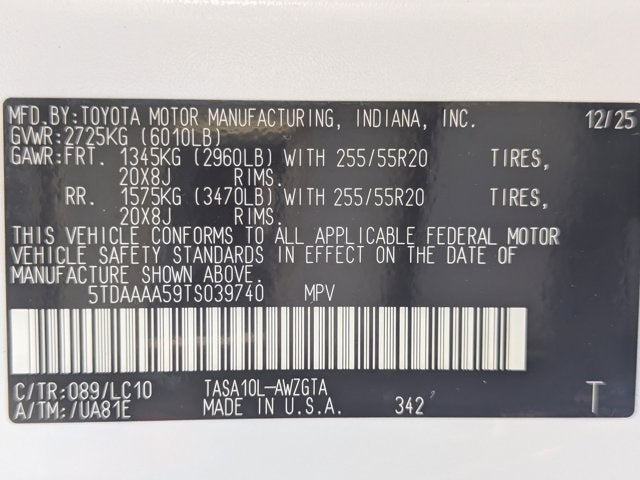 MFD.BY:TOYOTA MOTOR MANUFACTURING, INDIANA, INC. 12/25
GVWR:2725KG (6010LB)
GAWR:FRT. 1345KG (2960LB) WITH 255/55R20 TIRES,
20X8J RIMS.
RR. 1575KG (3470LB) WITH 255/55R20 TIRES,
20X8J RIMS.
THIS VEHICLE CONFORMS TO ALL APPLICABLE FEDERAL MOTOR
VEHICLE SAFETY STANDARDS IN EFFECT ON THE DATE OF
MANUFACTURE SHOWN ABOVE.
5TDAAAA59TS039740 MPV
C/TR:089/LC10 TASA10L-AWZGTA
A/TM:/UA81E MADE IN U.S.A. 342 T